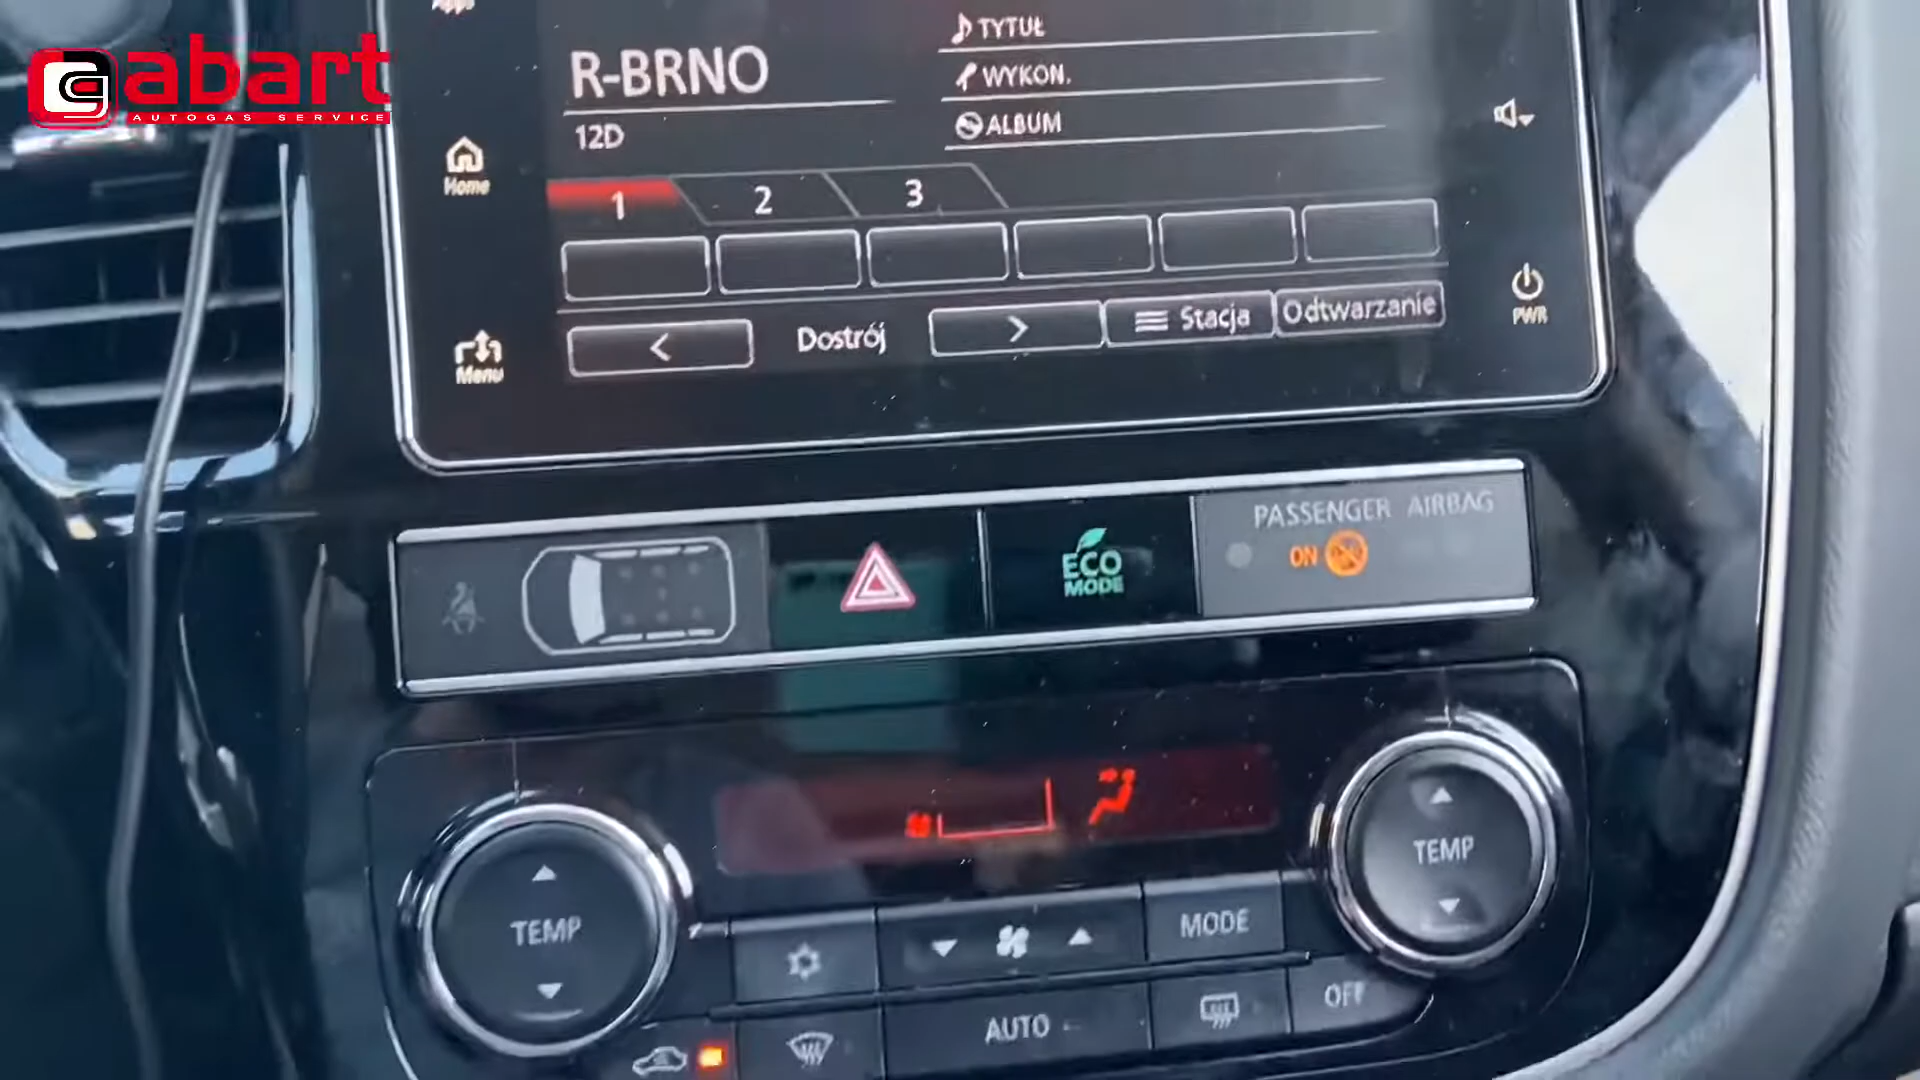 abart
AUTOGAS SERVICE
Apps
R-BRNO
12D
TYTUŁ
WYKON.
ALBUM
Home
1
2
3
Menu
<
Dostrój
>
Stacja
Odtwarzanie
PWR
ECO
MODE
PASSENGER AIRBAG
ON
TEMP
TEMP
MODE
AUTO
OFF